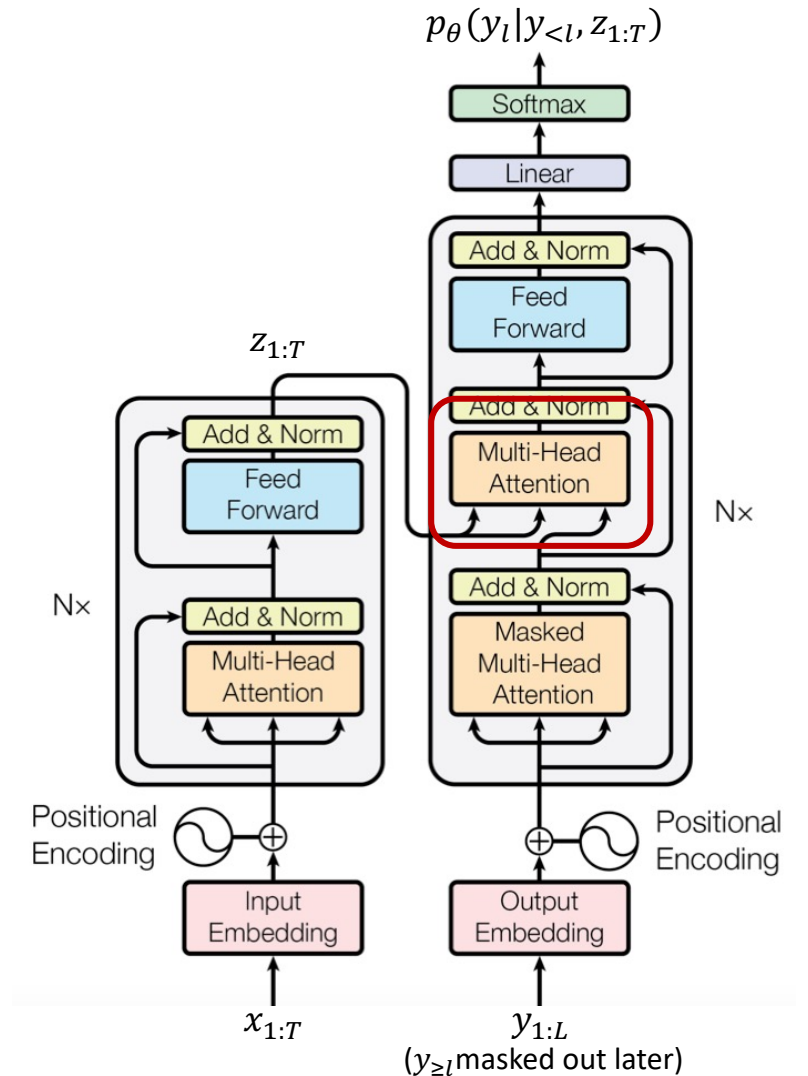 p_θ(y_l|y_{<l}, z_{1:T})
Softmax
Linear
Add & Norm
Feed
Forward
Add & Norm
Multi-Head
Attention
N×
Add & Norm
Masked
Multi-Head
Attention
z_{1:T}
Add & Norm
Feed
Forward
N×
Add & Norm
Multi-Head
Attention
Positional
Encoding
Positional
Encoding
Input
Embedding
Output
Embedding
x_{1:T}
y_{1:L}
(y_{≥l}masked out later)